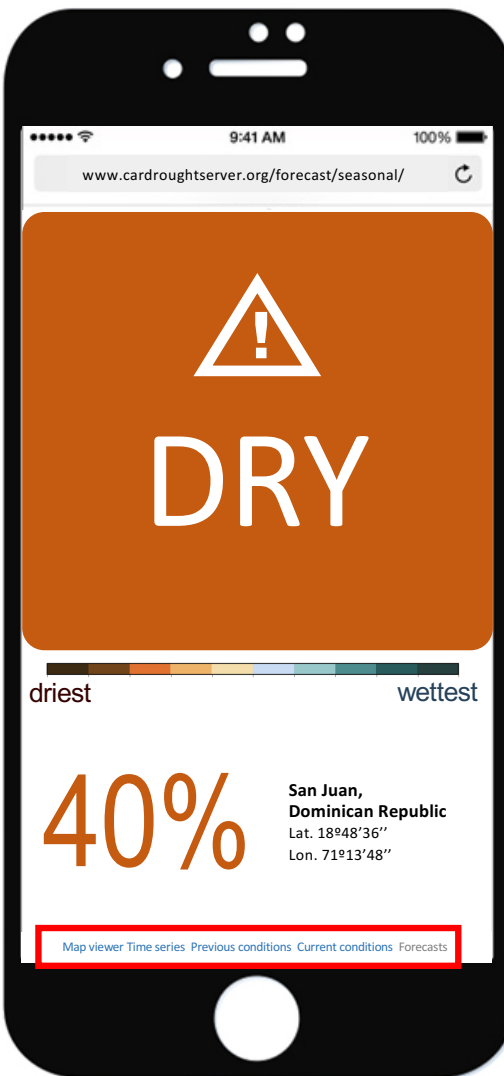 9:41 AM 100%
www.cardroughtserver.org/forecast/seasonal/
!
DRY
driest wettest
40%
San Juan,
Dominican Republic
Lat. 18º48’36’’
Lon. 71º13’48’’
Map viewer Time series Previous conditions Current conditions Forecasts